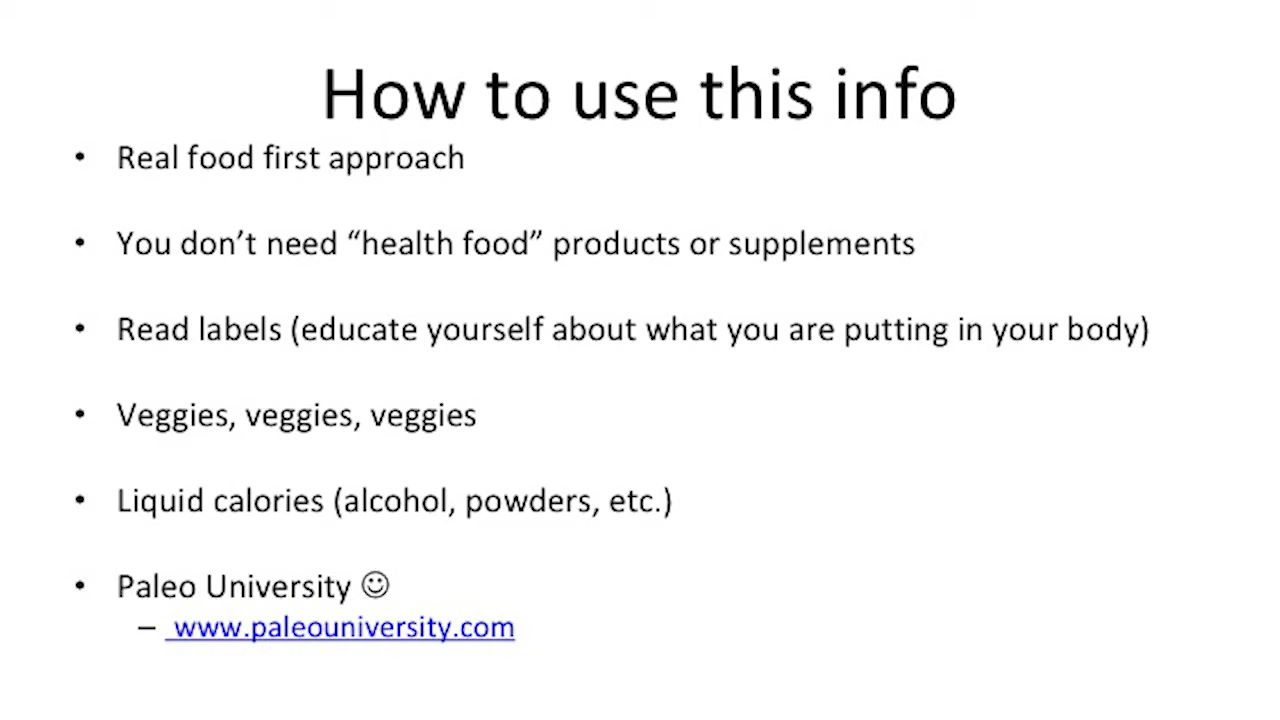 How to use this info
• Real food first approach
• You don’t need “health food” products or supplements
• Read labels (educate yourself about what you are putting in your body)
• Veggies, veggies, veggies
• Liquid calories (alcohol, powders, etc.)
• Paleo University ☺
– www.paleouniversity.com